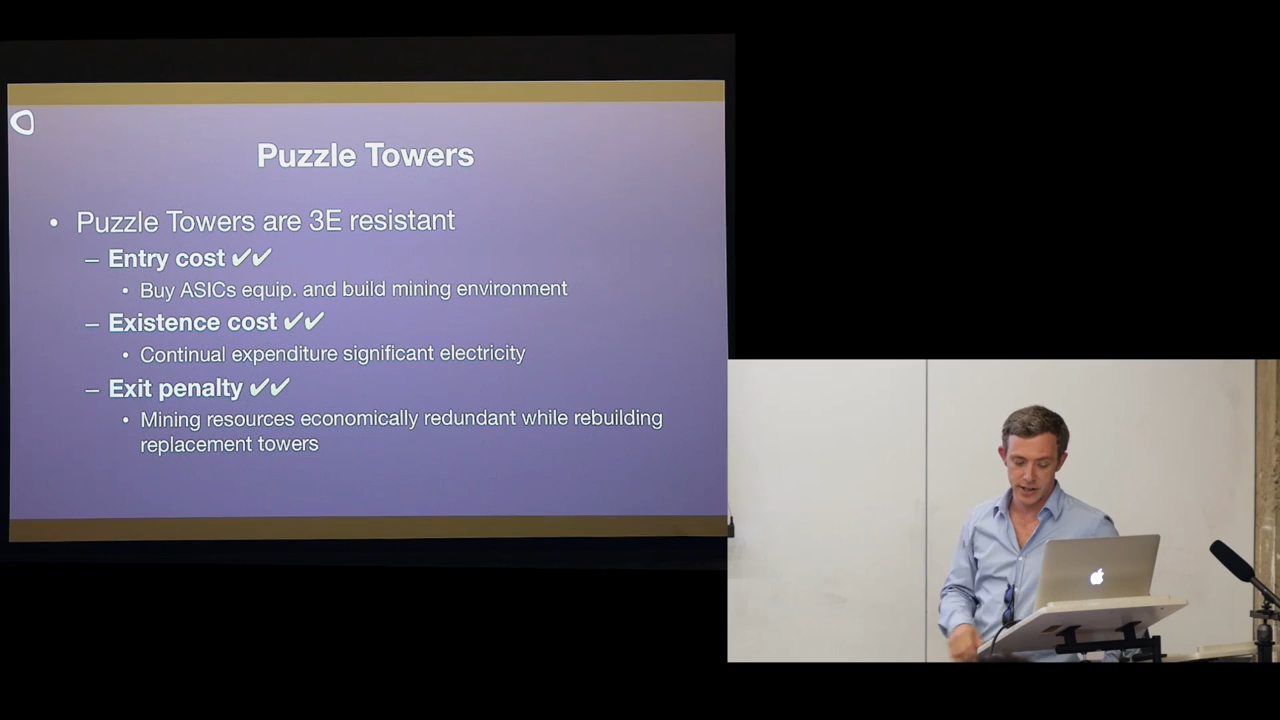 Puzzle Towers
• Puzzle Towers are 3E resistant
– Entry cost ✔✔
• Buy ASICs equip. and build mining environment
– Existence cost ✔✔
• Continual expenditure significant electricity
– Exit penalty ✔✔
• Mining resources economically redundant while rebuilding
replacement towers